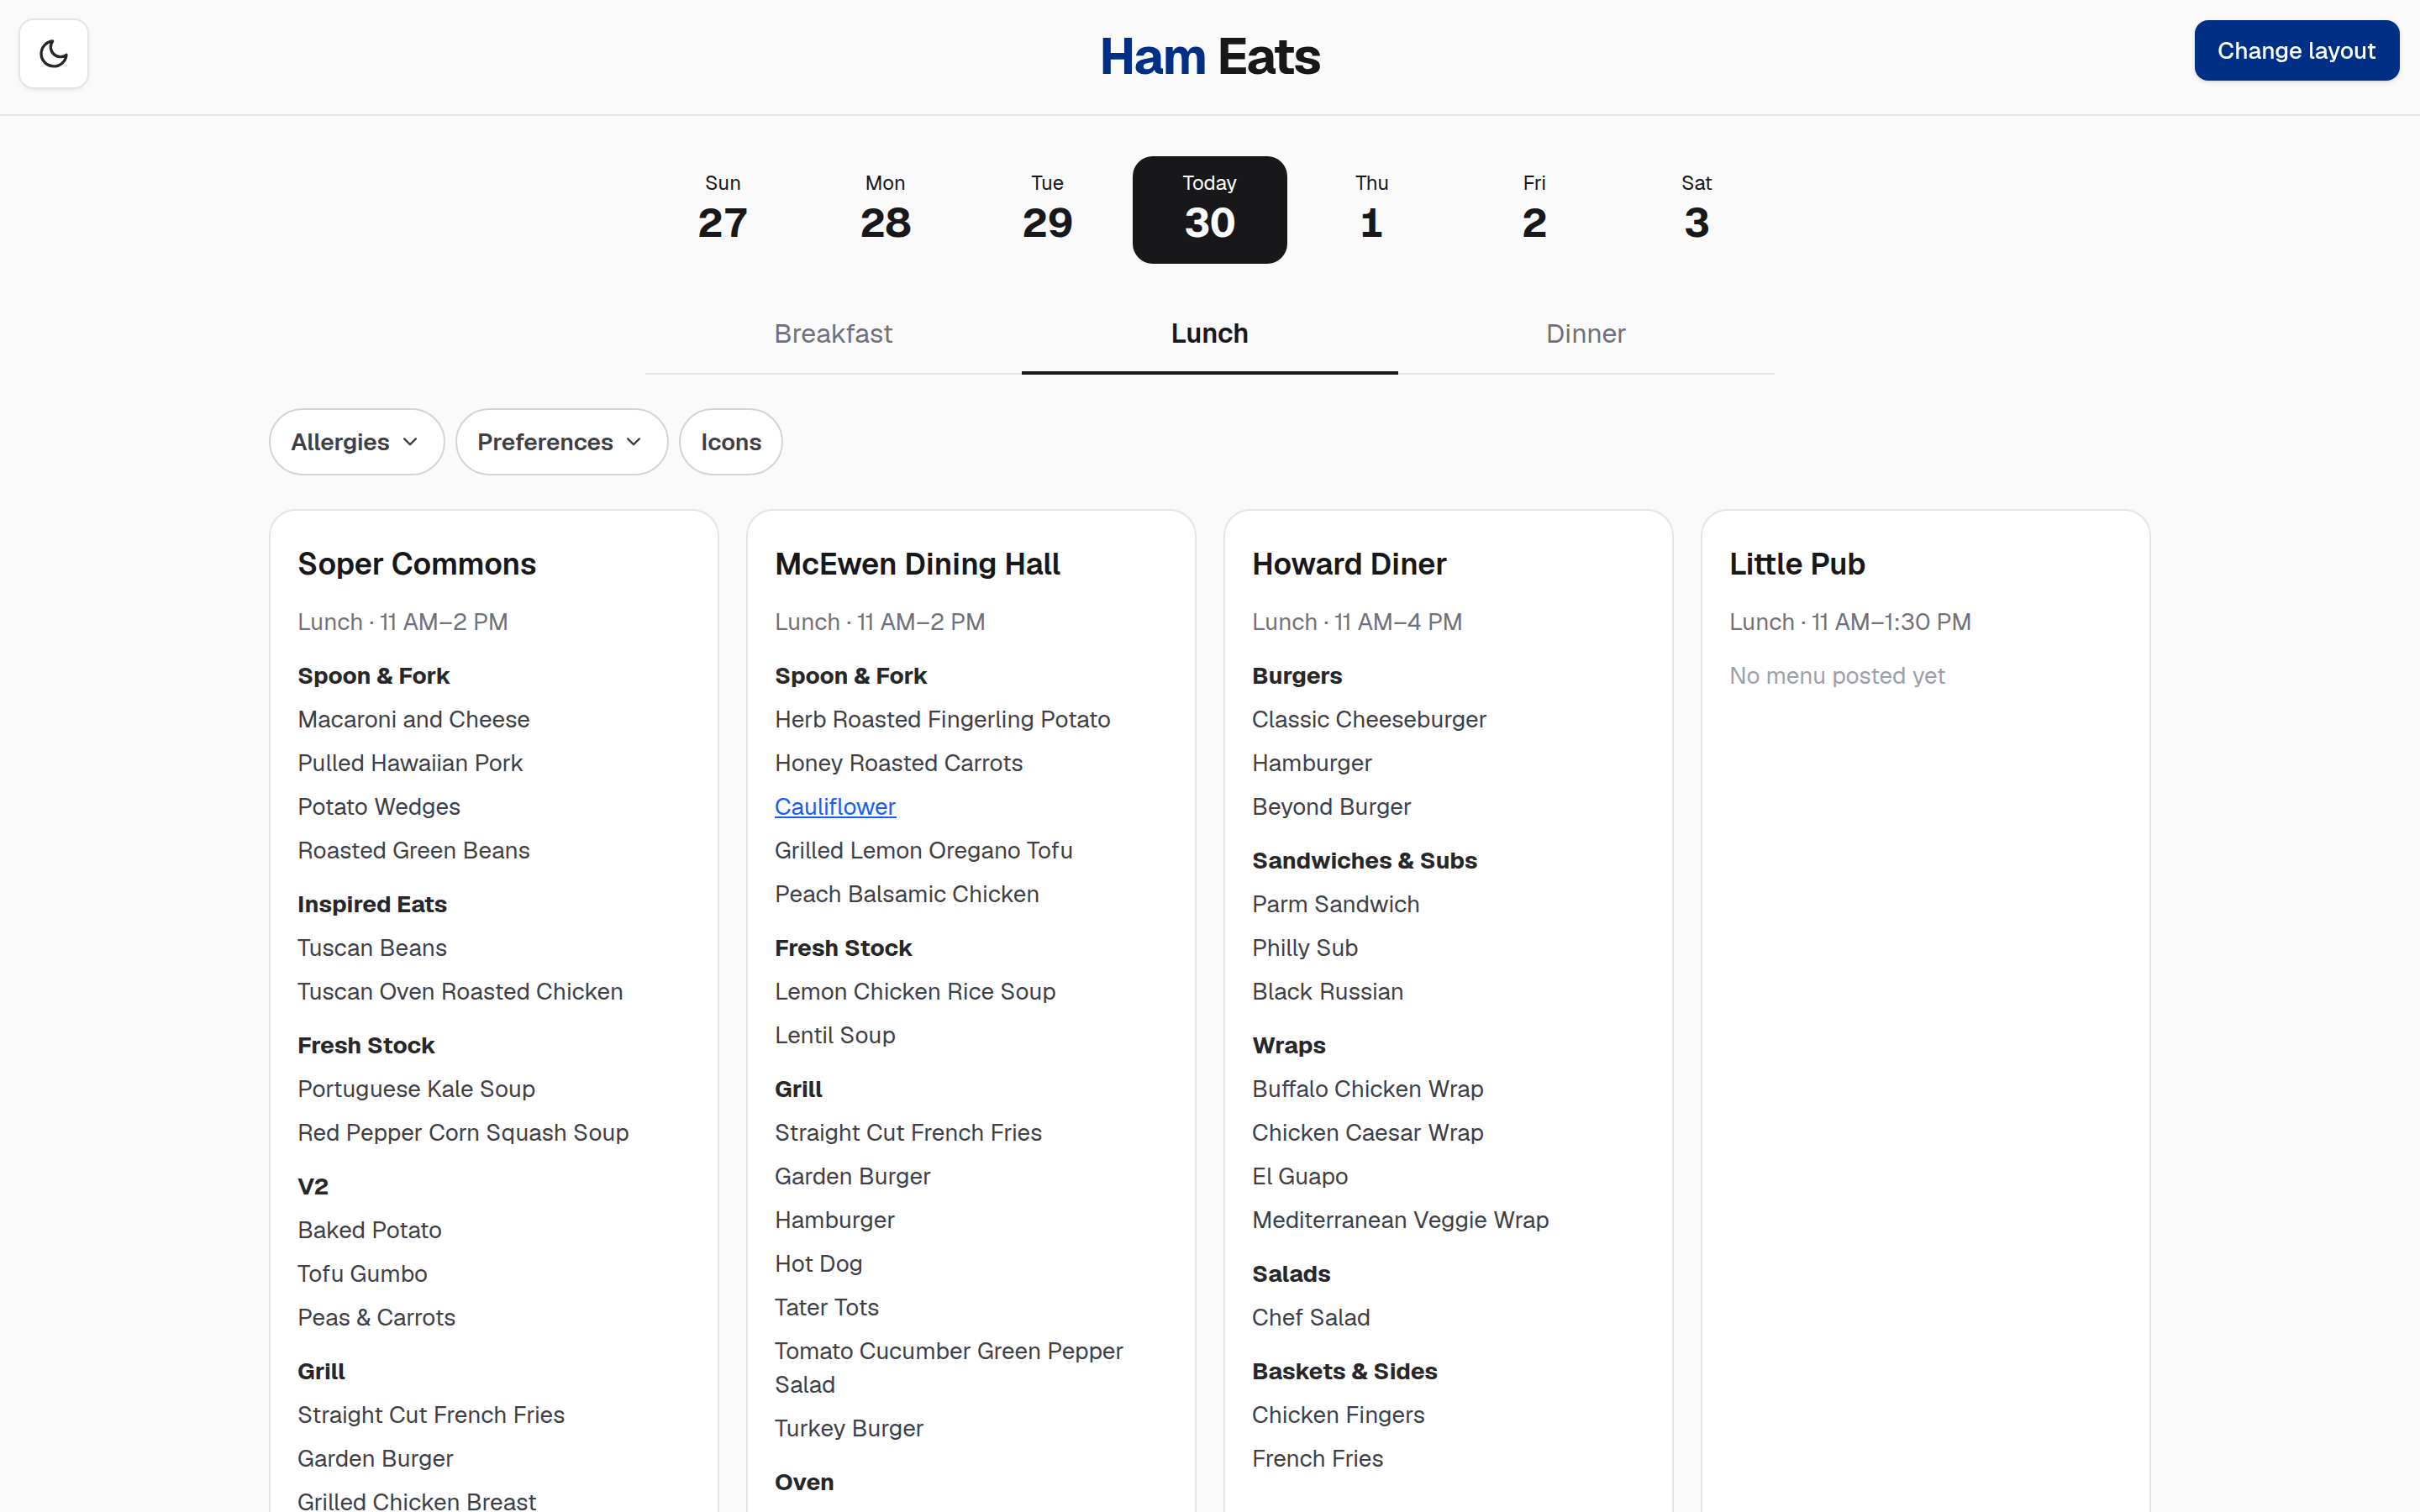 Ham Eats
Change layout
Sun
27
Mon
28
Tue
29
Today
30
Thu
1
Fri
2
Sat
3
Breakfast
Lunch
Dinner
Allergies
Preferences
Icons
Soper Commons
Lunch · 11 AM–2 PM
Spoon & Fork
Macaroni and Cheese
Pulled Hawaiian Pork
Potato Wedges
Roasted Green Beans
Inspired Eats
Tuscan Beans
Tuscan Oven Roasted Chicken
Fresh Stock
Portuguese Kale Soup
Red Pepper Corn Squash Soup
V2
Baked Potato
Tofu Gumbo
Peas & Carrots
Grill
Straight Cut French Fries
Garden Burger
Grilled Chicken Breast
McEwen Dining Hall
Lunch · 11 AM–2 PM
Spoon & Fork
Herb Roasted Fingerling Potato
Honey Roasted Carrots
Cauliflower
Grilled Lemon Oregano Tofu
Peach Balsamic Chicken
Fresh Stock
Lemon Chicken Rice Soup
Lentil Soup
Grill
Straight Cut French Fries
Garden Burger
Hamburger
Hot Dog
Tater Tots
Tomato Cucumber Green Pepper
Salad
Turkey Burger
Oven
Howard Diner
Lunch · 11 AM–4 PM
Burgers
Classic Cheeseburger
Hamburger
Beyond Burger
Sandwiches & Subs
Parm Sandwich
Philly Sub
Black Russian
Wraps
Buffalo Chicken Wrap
Chicken Caesar Wrap
El Guapo
Mediterranean Veggie Wrap
Salads
Chef Salad
Baskets & Sides
Chicken Fingers
French Fries
Little Pub
Lunch · 11 AM–1:30 PM
No menu posted yet